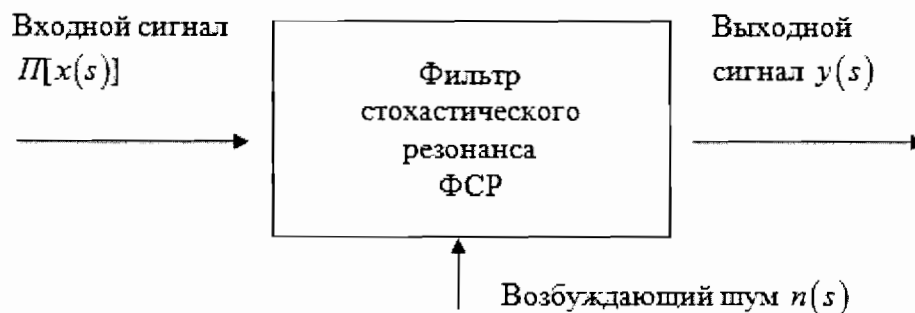 Входной сигнал
П[x(s)]
Фильтр
стохастического
резонанса
ФСР
Выходной
сигнал y(s)
Возбуждающий шум n(s)